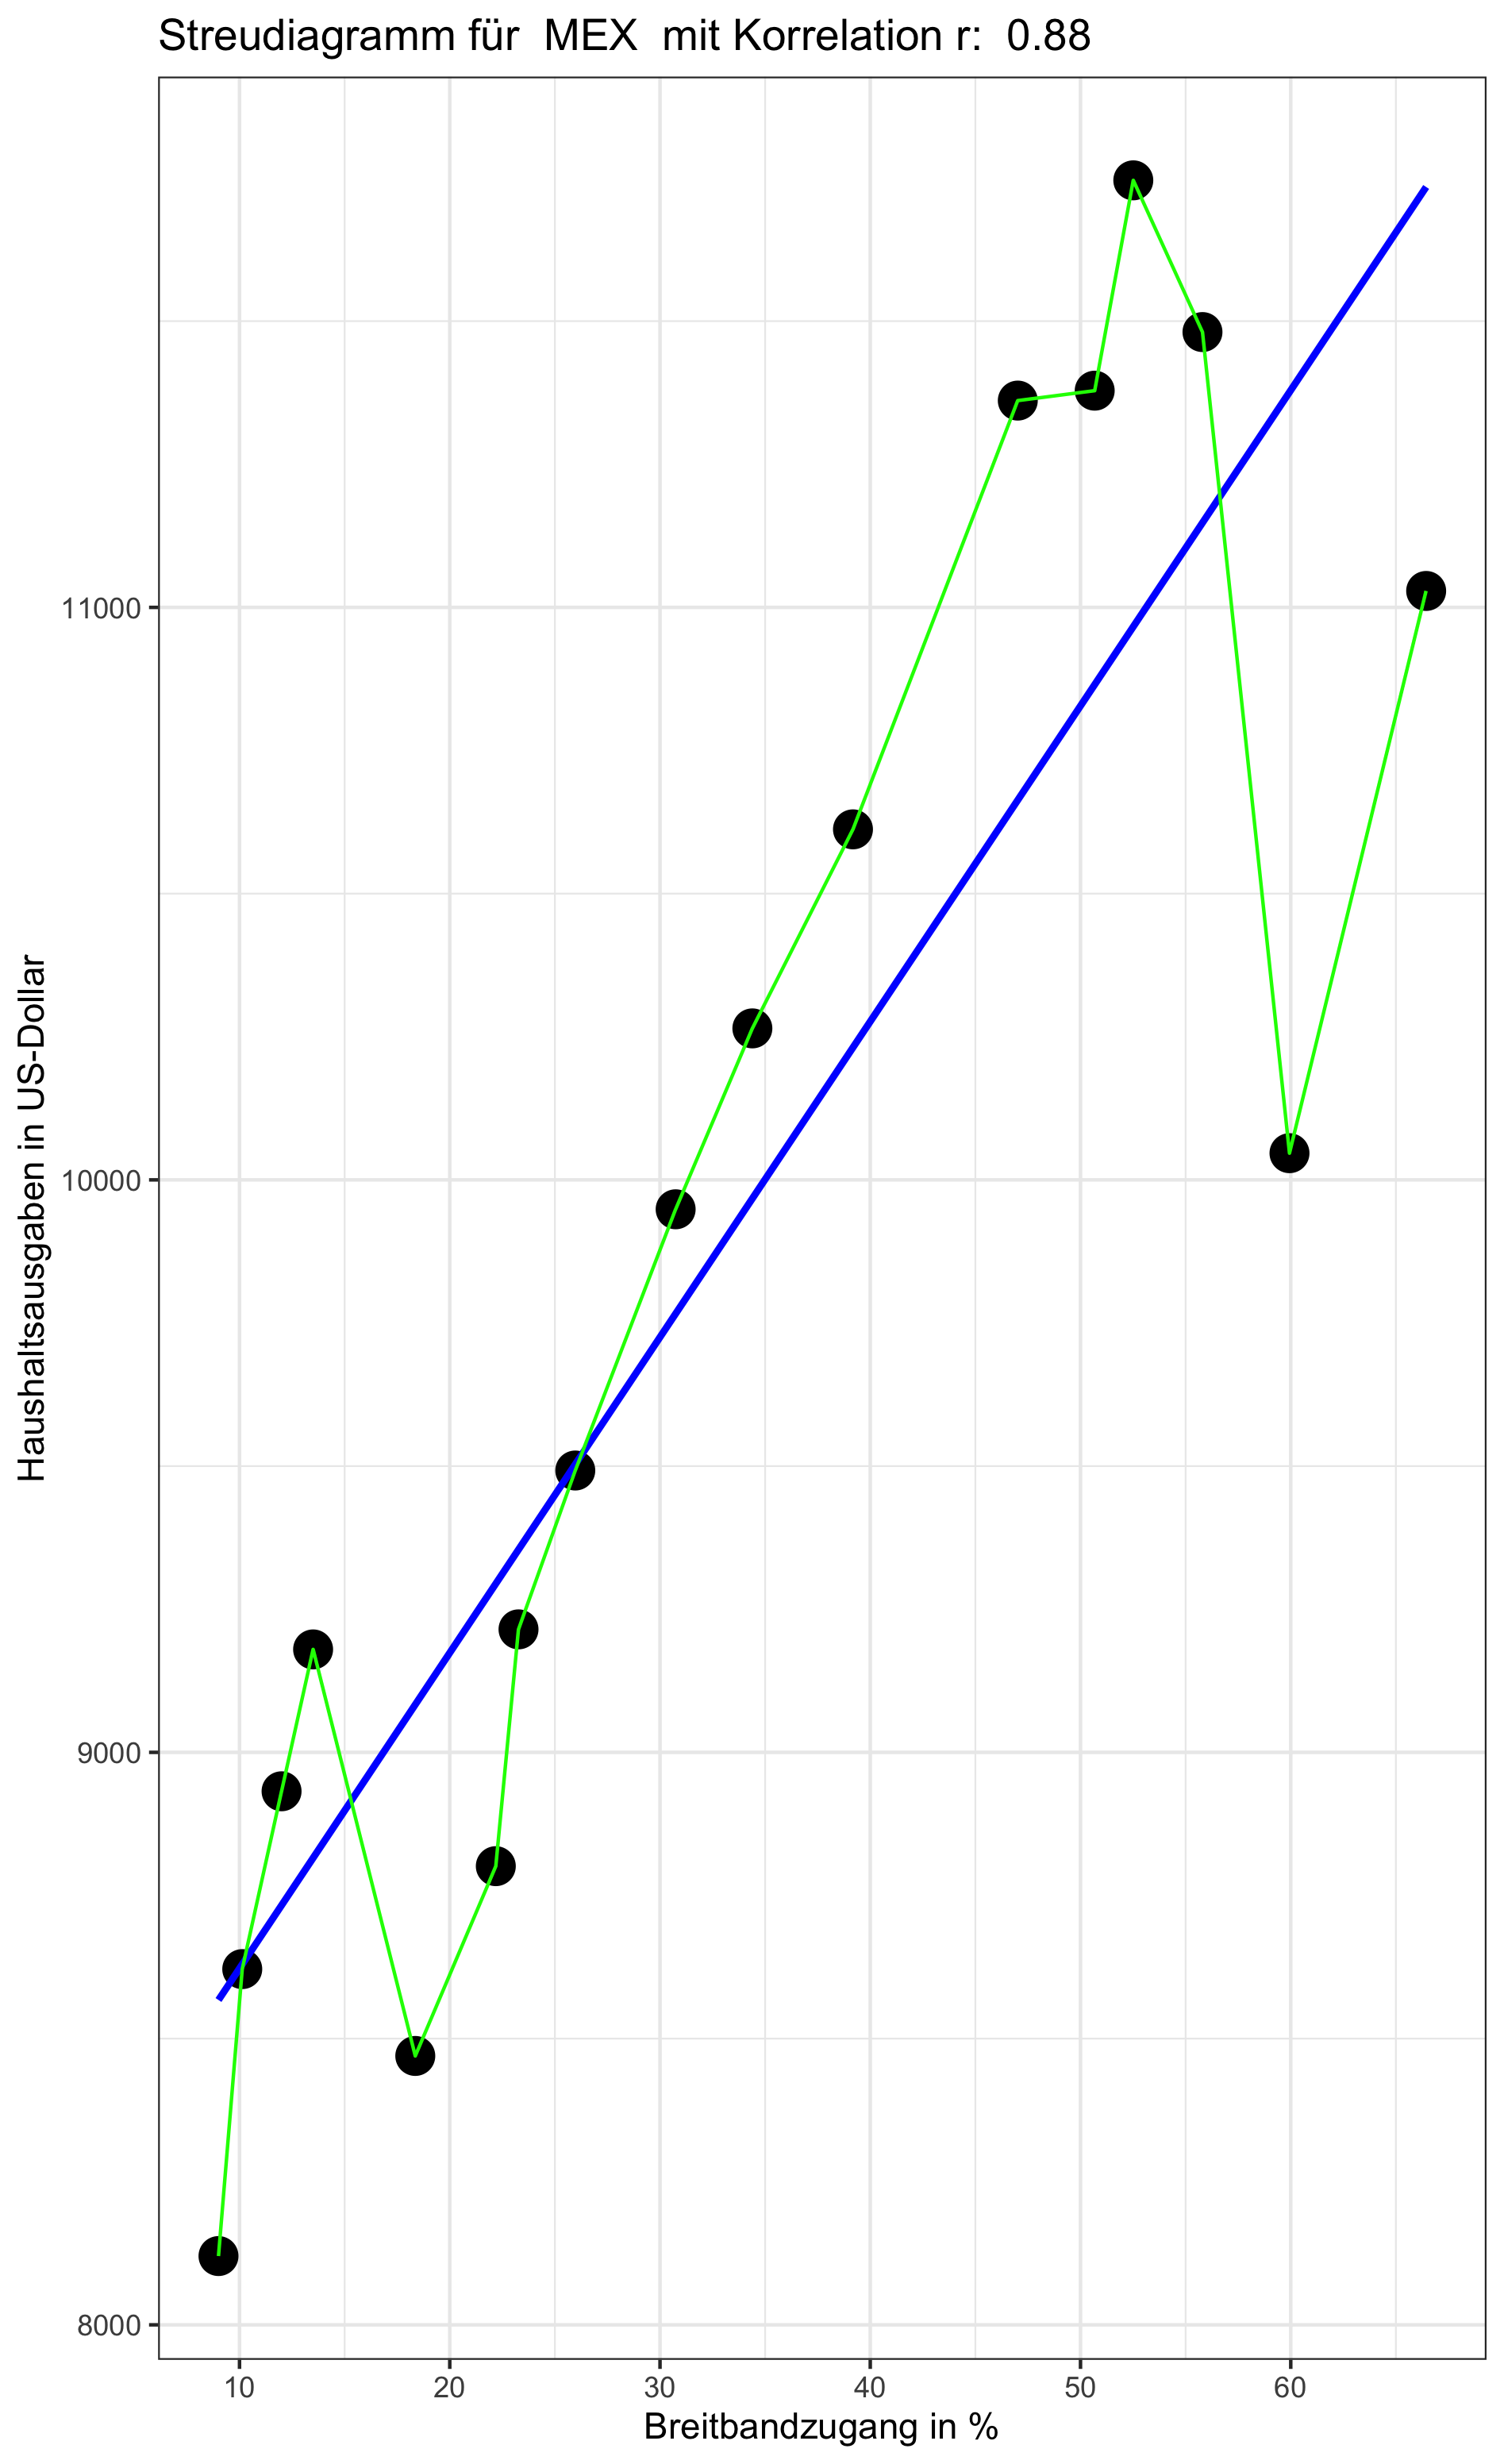 Streudiagramm für  MEX  mit Korrelation r:  0.88
Haushaltsausgaben in US-Dollar
11000
10000
9000
8000
10 20 30 40 50 60
Breitbandzugang in %